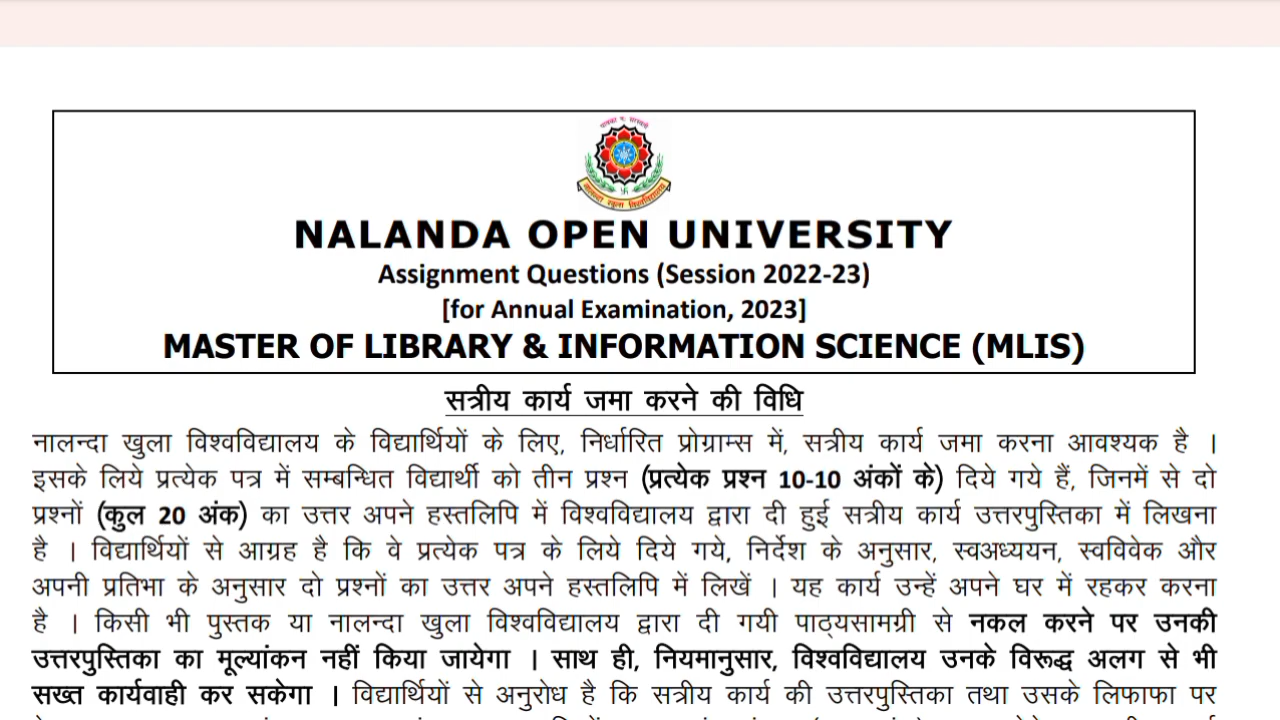 NALANDA OPEN UNIVERSITY
Assignment Questions (Session 2022-23)
[for Annual Examination, 2023]
MASTER OF LIBRARY & INFORMATION SCIENCE (MLIS)
सत्रीय कार्य जमा करने की विधि
नालन्दा खुला विश्वविद्यालय के विद्यार्थियों के लिए, निर्धारित प्रोग्राम्स में, सत्रीय कार्य जमा करना आवश्यक है ।
इसके लिये प्रत्येक पत्र में सम्बन्धित विद्यार्थी को तीन प्रश्न (प्रत्येक प्रश्न 10-10 अंकों के) दिये गये हैं, जिनमें से दो
प्रश्नों (कुल 20 अंक) का उत्तर अपने हस्तलिपि में विश्वविद्यालय द्वारा दी हुई सत्रीय कार्य उत्तरपुस्तिका में लिखना
है । विद्यार्थियों से आग्रह है कि वे प्रत्येक पत्र के लिये दिये गये, निर्देश के अनुसार, स्वअध्ययन, स्वविवेक और
अपनी प्रतिभा के अनुसार दो प्रश्नों का उत्तर अपने हस्तलिपि में लिखें । यह कार्य उन्हें अपने घर में रहकर करना
है । किसी भी पुस्तक या नालन्दा खुला विश्वविद्यालय द्वारा दी गयी पाठ्यसामग्री से नकल करने पर उनकी
उत्तरपुस्तिका का मूल्यांकन नहीं किया जायेगा । साथ ही, नियमानुसार, विश्वविद्यालय उनके विरूद्ध अलग से भी
सख्त कार्यवाही कर सकेगा । विद्यार्थियों से अनुरोध है कि सत्रीय कार्य की उत्तरपुस्तिका तथा उसके लिफाफा पर